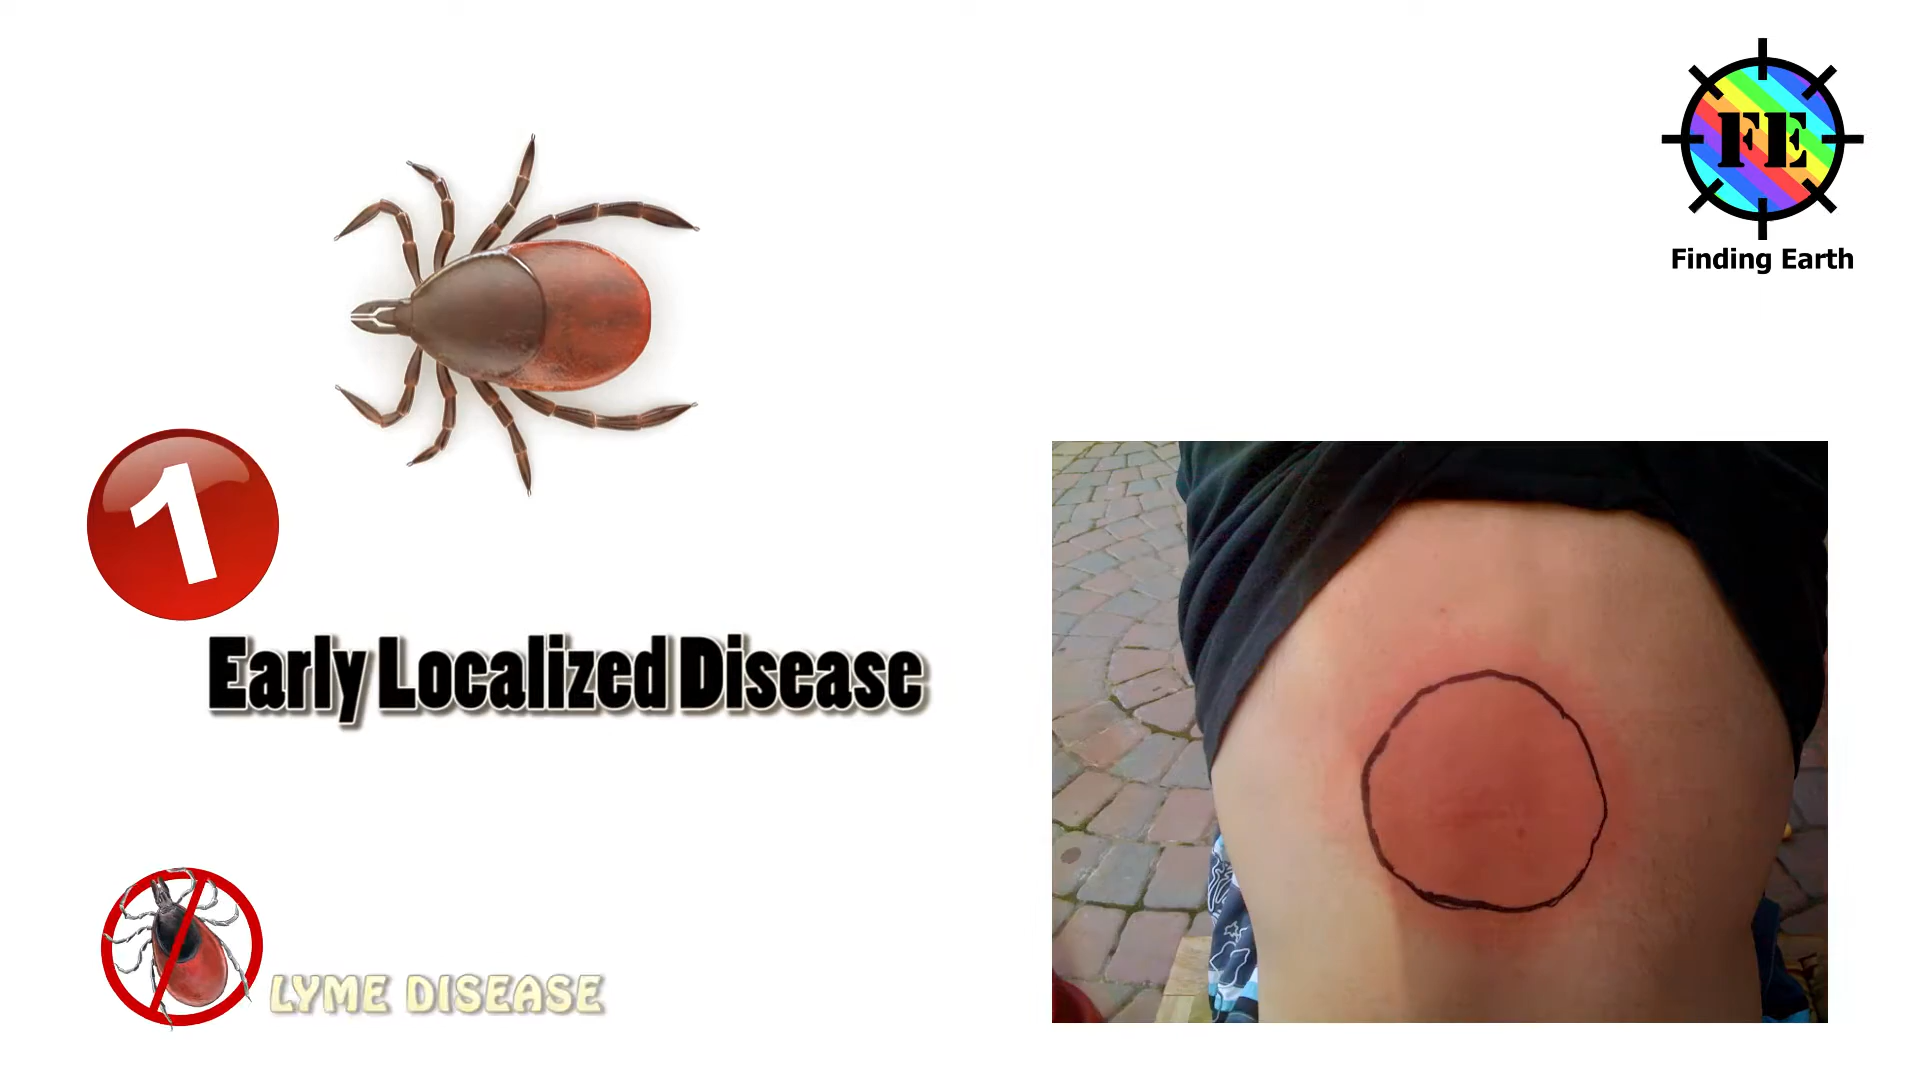 FE
Finding Earth
1
Early Localized Disease
LYME DISEASE